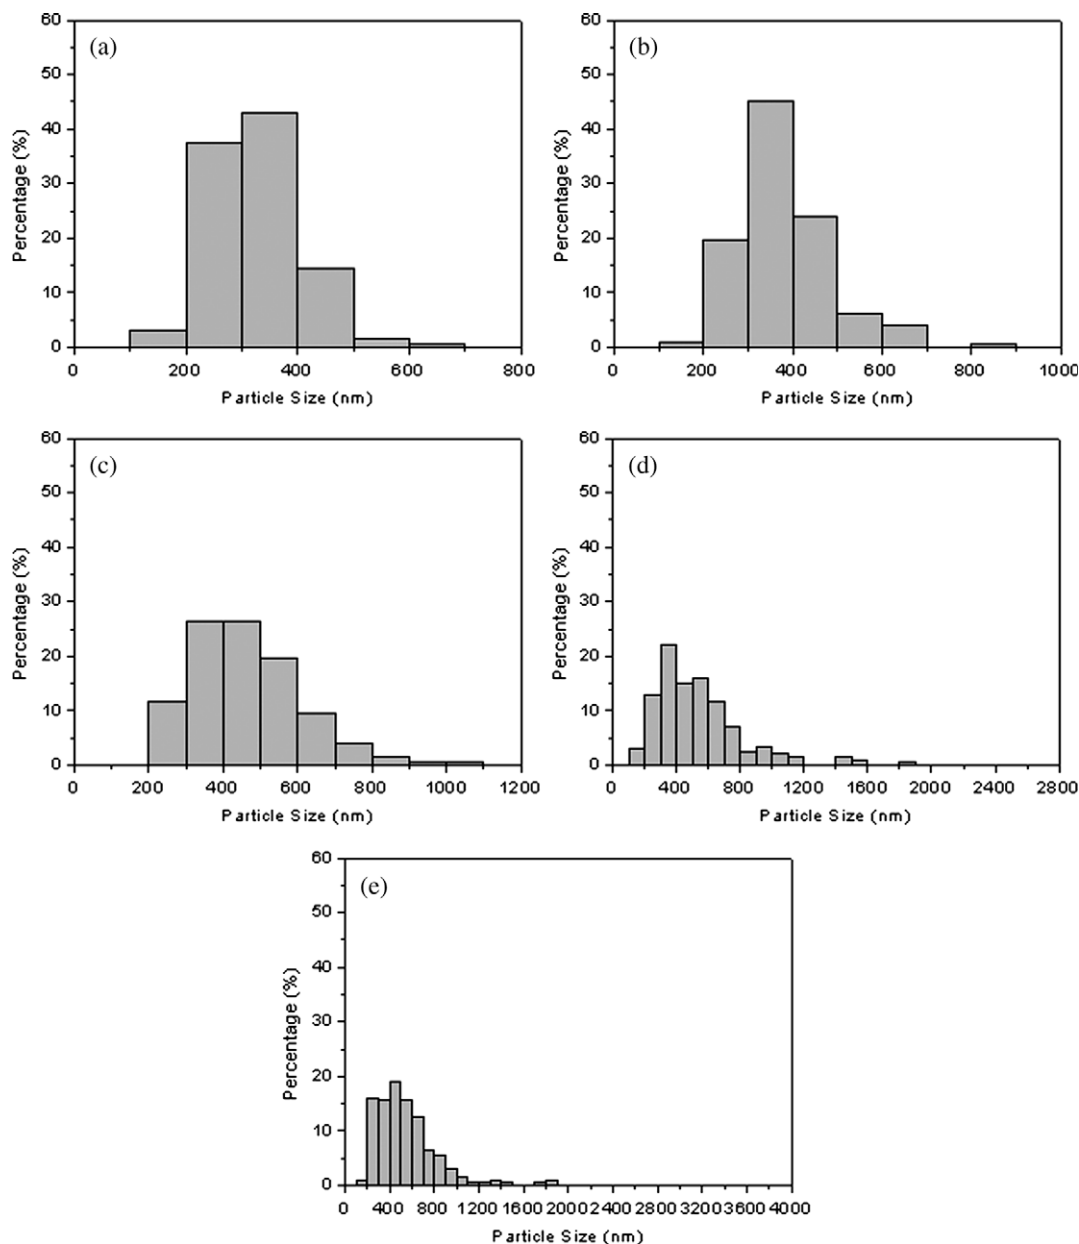 (a)
60
50
40
30
20
10
0
Percentage (%)
0 200 400 600 800
Particle Size (nm)
(b)
60
50
40
30
20
10
0
Percentage (%)
0 200 400 600 800 1000
Particle Size (nm)
(c)
60
50
40
30
20
10
0
Percentage (%)
0 200 400 600 800 1000 1200
Particle Size (nm)
(d)
60
50
40
30
20
10
0
Percentage (%)
0 400 800 1200 1600 2000 2400 2800
Particle Size (nm)
(e)
60
50
40
30
20
10
0
Percentage (%)
0 400 800 1200 1600 2000 2400 2800 3200 3600 4000
Particle Size (nm)